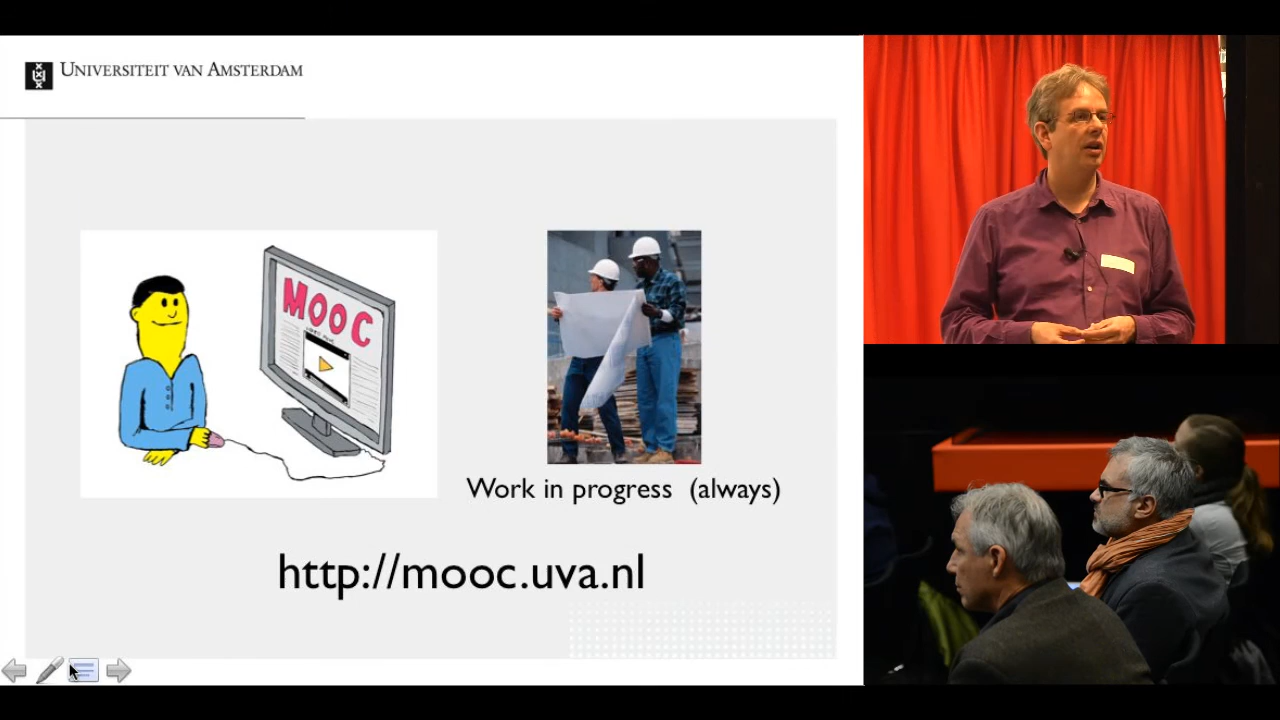 UNIVERSITEIT VAN AMSTERDAM
MOOC
Work in progress (always)
http://mooc.uva.nl